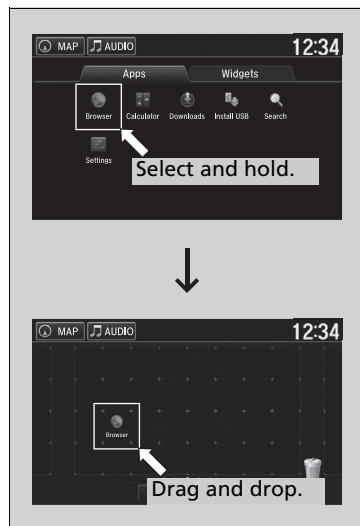 MAP AUDIO 12:34
Apps Widgets
Browser Calculator Downloads Install USB Search
Settings
Select and hold.
MAP AUDIO 12:34
Browser
Drag and drop.